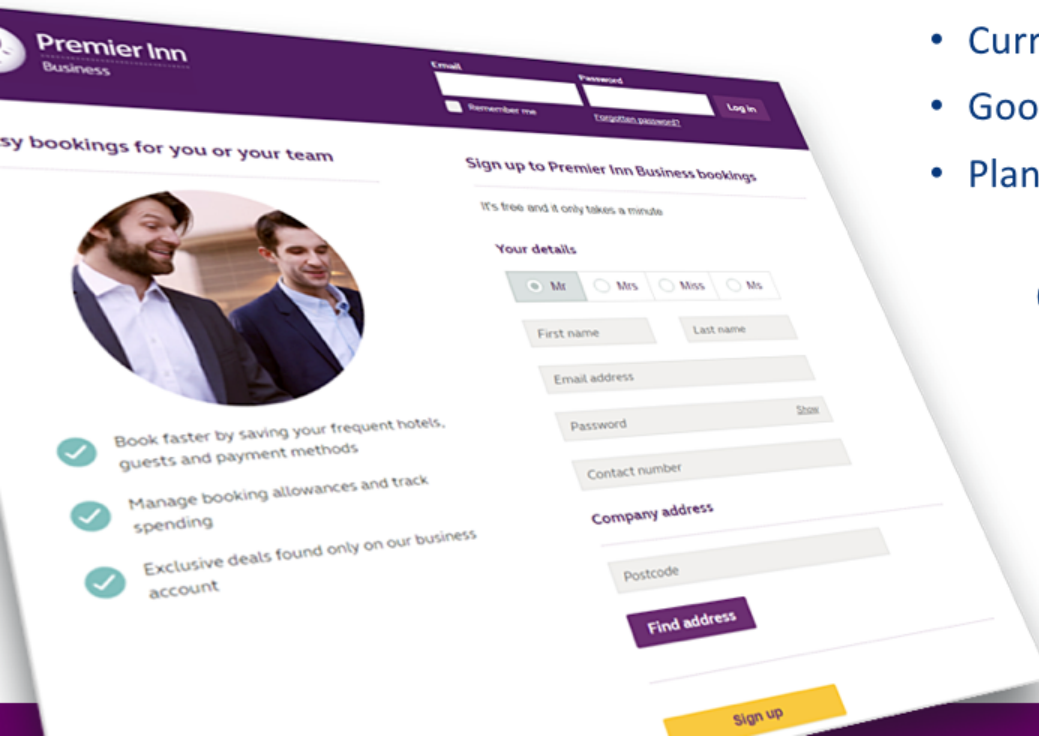 Premier Inn
Business
Email
Password
Remember me
Forgotten password?
Log in
sy bookings for you or your team
Book faster by saving your frequent hotels,
guests and payment methods
Manage booking allowances and track
spending
Exclusive deals found only on our business
account
Sign up to Premier Inn Business bookings
It's free and it only takes a minute
Your details
Mr
Mrs
Miss
Ms
First name
Last name
Email address
Password
Show
Contact number
Company address
Postcode
Find address
Sign up
• Curr
• Goo
• Plan